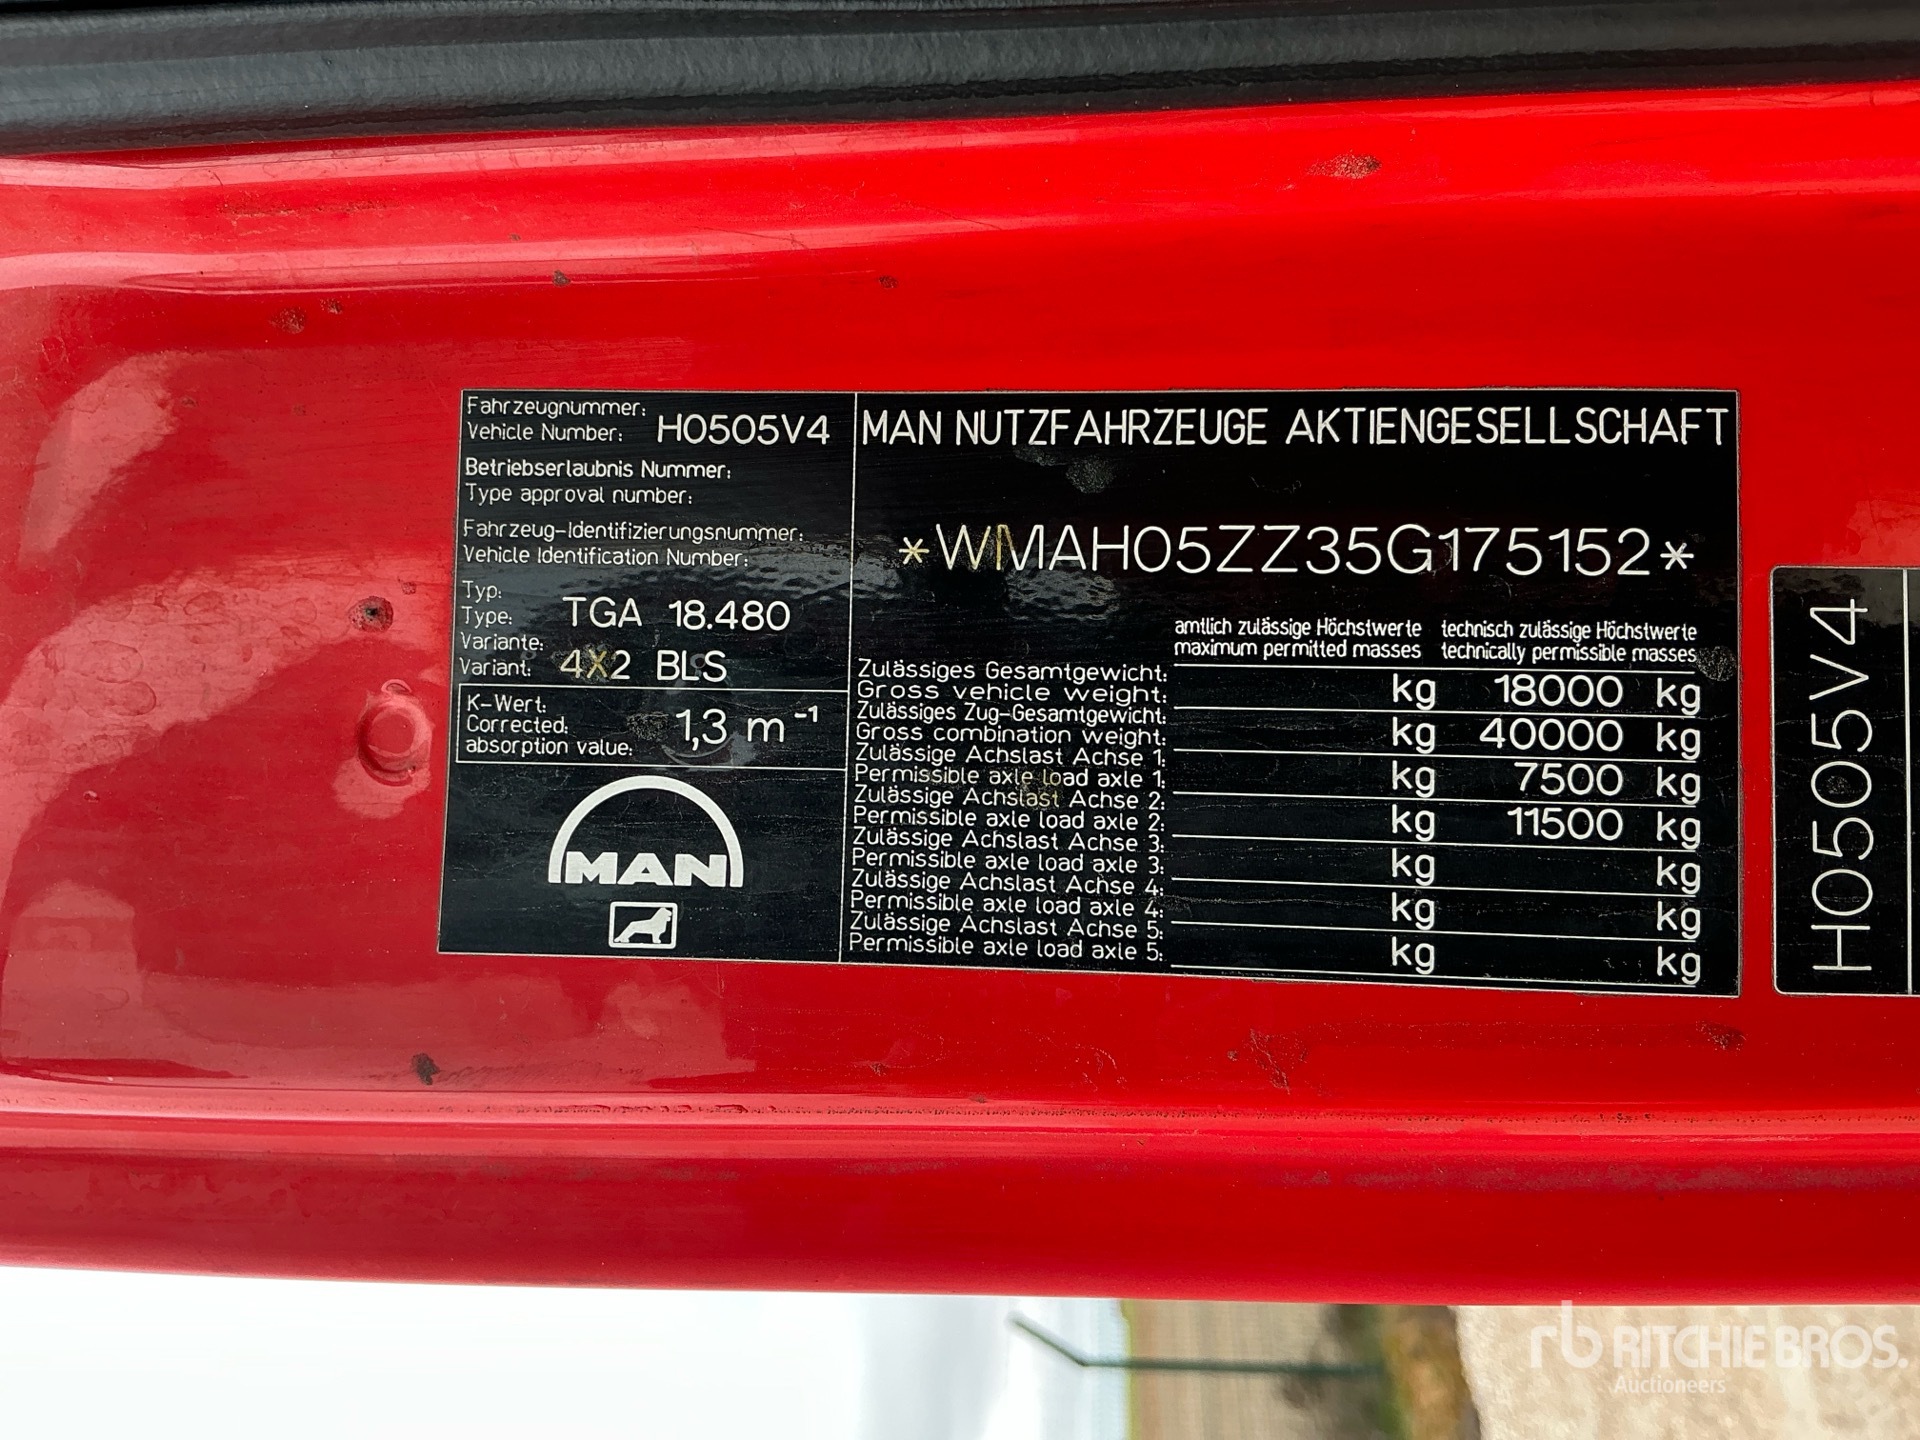 Fahrzeugnummer:
Vehicle Number: H0505V4
Betriebserlaubnis Nummer:
Type approval number:
Fahrzeug-Identifizierungsnummer:
Vehicle Identification Number:
Typ:
Type: TGA 18.480
Variante:
Variant: 4X2 BLS
K-Wert:
Corrected: 1,3 m⁻¹
absorption value:
MAN
MAN NUTZFAHRZEUGE AKTIENGESELLSCHAFT
*WMAH05ZZ35G175152*
amtlich zulässige Höchstwerte technisch zulässige Höchstwerte
maximum permitted masses technically permissible masses
Zulässiges Gesamtgewicht:
Gross vehicle weight: kg 18000 kg
Zulässiges Zug-Gesamtgewicht:
Gross combination weight: kg 40000 kg
Zulässige Achslast Achse 1:
Permissible axle load axle 1: kg 7500 kg
Zulässige Achslast Achse 2:
Permissible axle load axle 2: kg 11500 kg
Zulässige Achslast Achse 3:
Permissible axle load axle 3: kg kg
Zulässige Achslast Achse 4:
Permissible axle load axle 4: kg kg
Zulässige Achslast Achse 5:
Permissible axle load axle 5: kg kg
H0505V4
rb RITCHIE BROS.
Auctioneers